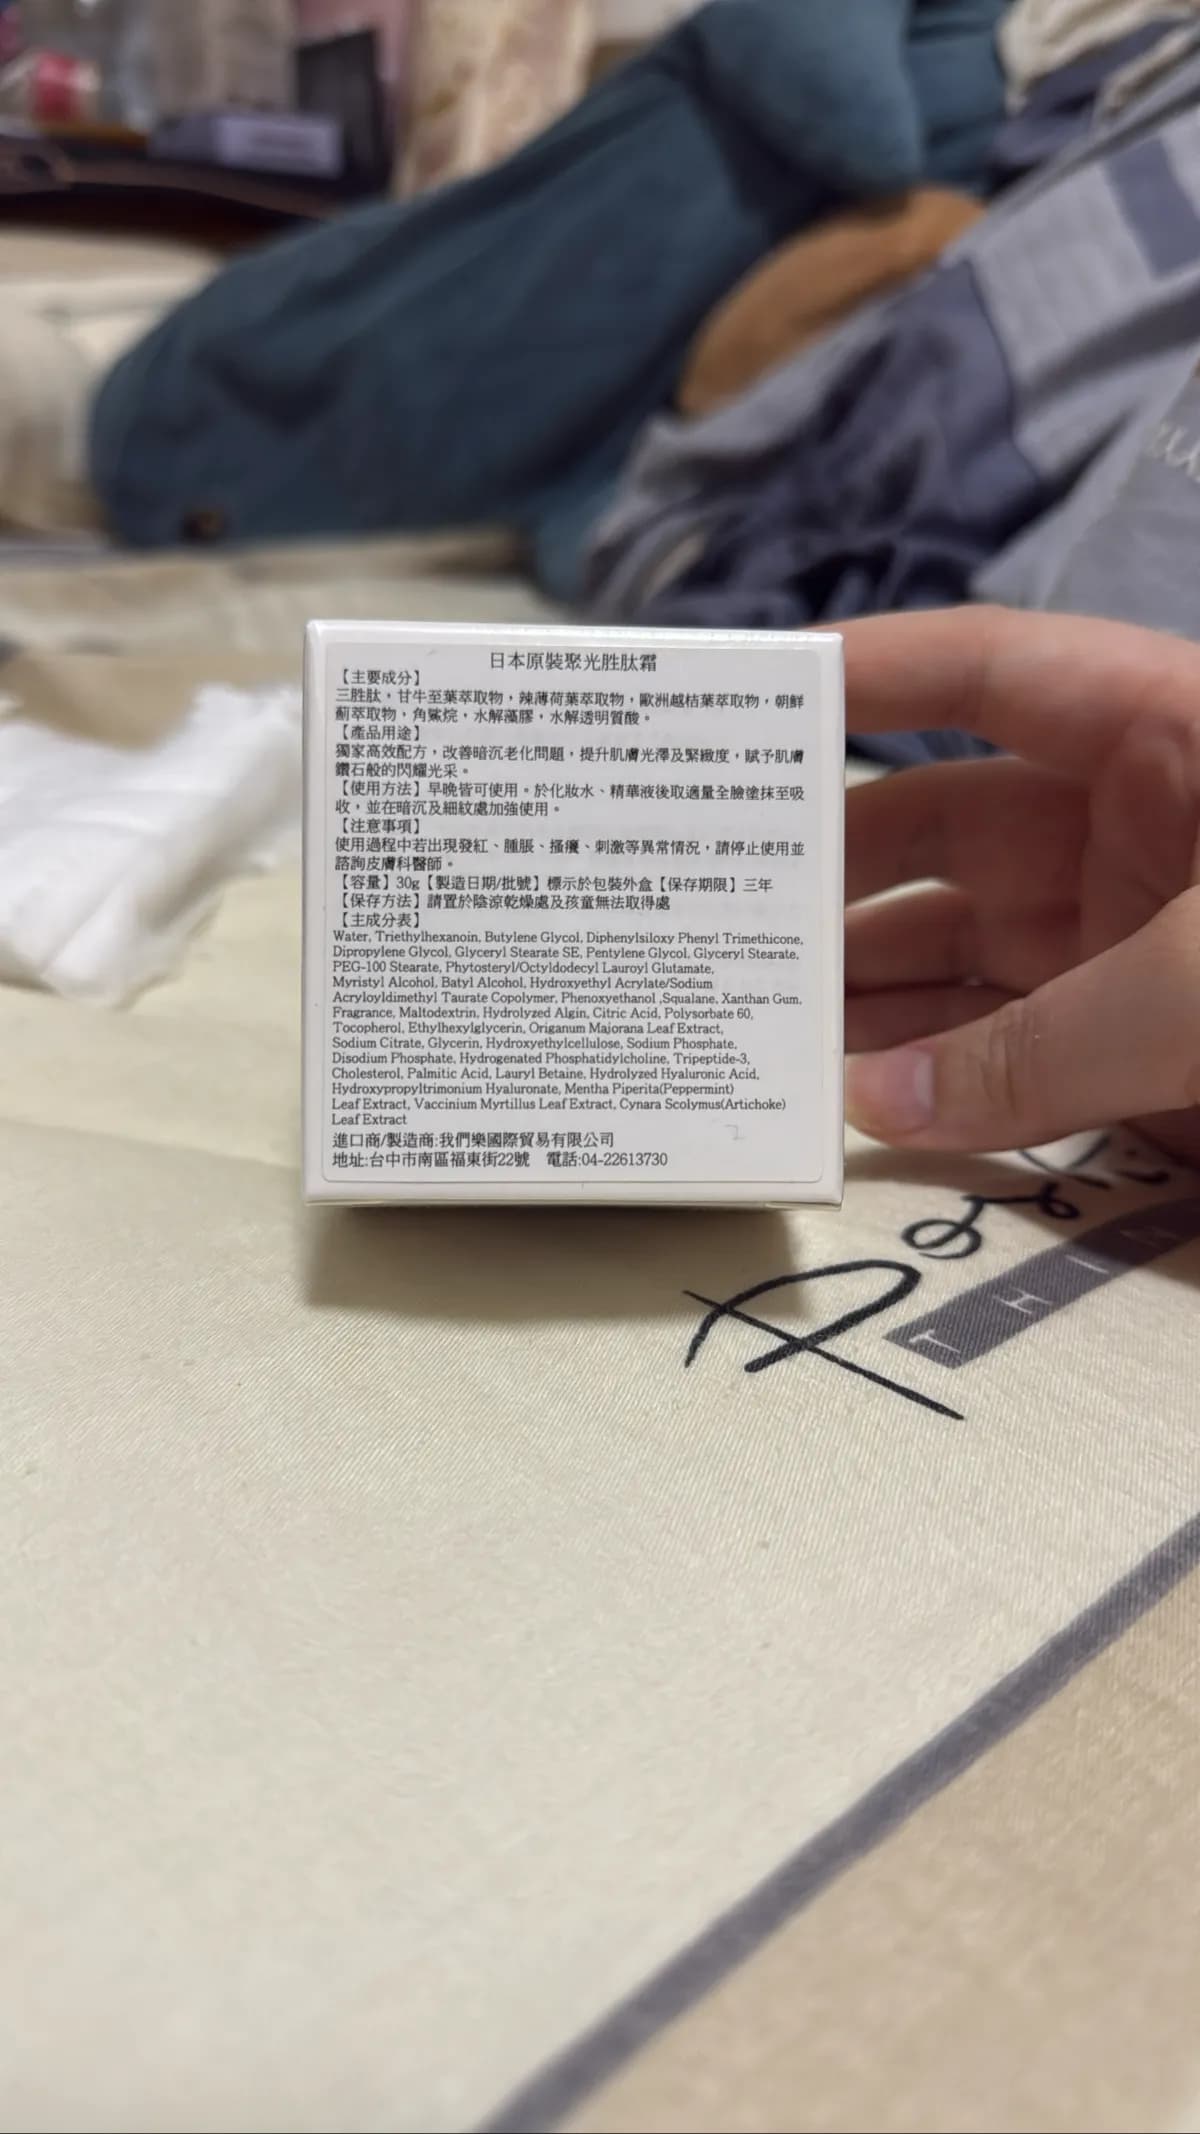 日本原裝聚光胜肽霜
【主要成分】
三胜肽，甘牛至葉萃取物，辣薄荷葉萃取物，歐洲越桔葉萃取物，朝鮮
薊萃取物，角鯊烷，水解藻膠，水解透明質酸。
【產品用途】
獨家高效配方，改善暗沉老化問題，提升肌膚光澤及緊緻度，賦予肌膚
鑽石般的閃耀光采。
【使用方法】早晚皆可使用。於化妝水、精華液後取適量全臉塗抹至吸
收，並在暗沉及細紋處加強使用。
【注意事項】
使用過程中若出現發紅、腫脹、搔癢、刺激等異常情況，請停止使用並
諮詢皮膚科醫師。
【容量】30g【製造日期/批號】標示於包裝外盒【保存期限】三年
【保存方法】請置於陰涼乾燥處及孩童無法取得處
【主成分表】
Water, Triethylhexanoin, Butylene Glycol, Diphenylsiloxy Phenyl Trimethicone,
Dipropylene Glycol, Glyceryl Stearate SE, Pentylene Glycol, Glyceryl Stearate,
PEG-100 Stearate, Phytosteryl/Octyldodecyl Lauroyl Glutamate,
Myristyl Alcohol, Batyl Alcohol, Hydroxyethyl Acrylate/Sodium
Acryloyldimethyl Taurate Copolymer, Phenoxyethanol ,Squalane, Xanthan Gum,
Fragrance, Maltodextrin, Hydrolyzed Algin, Citric Acid, Polysorbate 60,
Tocopherol, Ethylhexylglycerin, Origanum Majorana Leaf Extract,
Sodium Citrate, Glycerin, Hydroxyethylcellulose, Sodium Phosphate,
Disodium Phosphate, Hydrogenated Phosphatidylcholine, Tripeptide-3,
Cholesterol, Palmitic Acid, Lauryl Betaine, Hydrolyzed Hyaluronic Acid,
Hydroxypropyltrimonium Hyaluronate, Mentha Piperita(Peppermint)
Leaf Extract, Vaccinium Myrtillus Leaf Extract, Cynara Scolymus(Artichoke)
Leaf Extract
進口商/製造商:我們樂國際貿易有限公司
地址:台中市南區福東街22號　電話:04-22613730